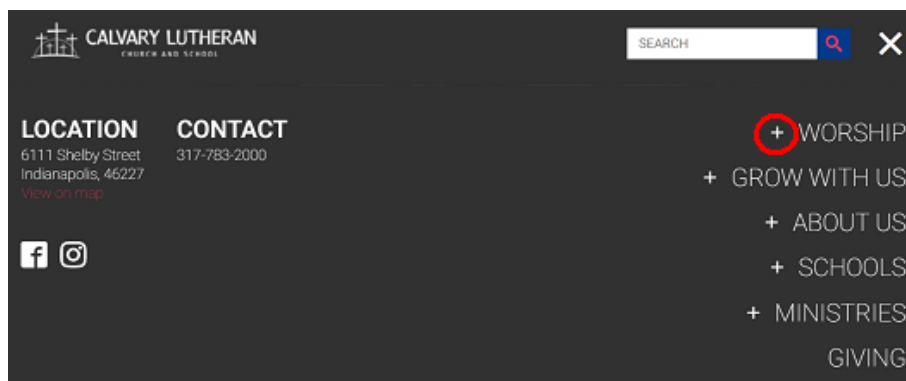 CALVARY LUTHERAN
CHURCH AND SCHOOL
SEARCH
LOCATION
6111 Shelby Street
Indianapolis, 46227
View on map
CONTACT
317-783-2000
+ WORSHIP
+ GROW WITH US
+ ABOUT US
+ SCHOOLS
+ MINISTRIES
GIVING